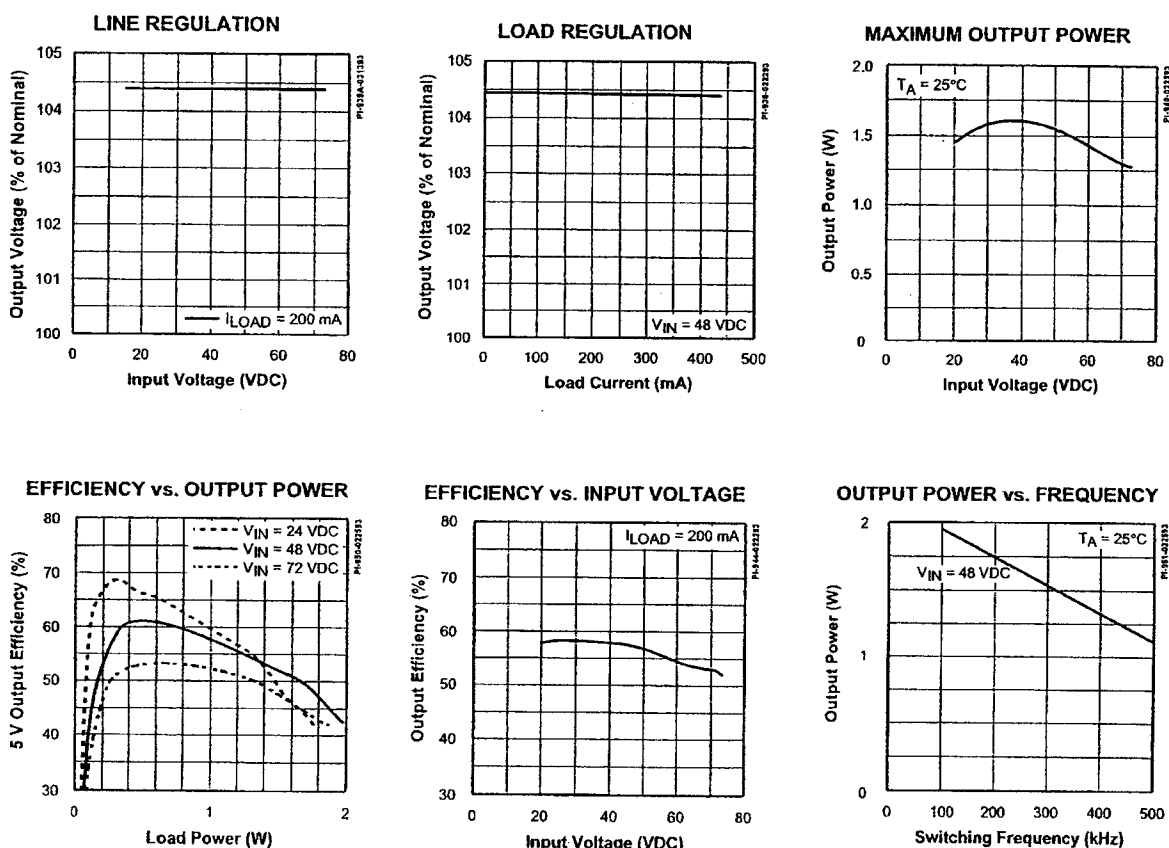 LINE REGULATION
Output Voltage (% of Nominal)
105
104
103
102
101
100
ILOAD = 200 mA
0 20 40 60 80
Input Voltage (VDC)
LOAD REGULATION
Output Voltage (% of Nominal)
105
104
103
102
101
100
VIN = 48 VDC
0 100 200 300 400 500
Load Current (mA)
MAXIMUM OUTPUT POWER
Output Power (W)
2.0
1.5
1.0
0.5
0
TA = 25°C
20 40 60 80
Input Voltage (VDC)
EFFICIENCY vs. OUTPUT POWER
5 V Output Efficiency (%)
80
70
60
50
40
30
VIN = 24 VDC
VIN = 48 VDC
VIN = 72 VDC
0 1 2
Load Power (W)
EFFICIENCY vs. INPUT VOLTAGE
Output Efficiency (%)
80
70
60
50
40
30
ILOAD = 200 mA
0 20 40 60 80
Input Voltage (VDC)
OUTPUT POWER vs. FREQUENCY
Output Power (W)
2
1
0
TA = 25°C
VIN = 48 VDC
0 100 200 300 400 500
Switching Frequency (kHz)